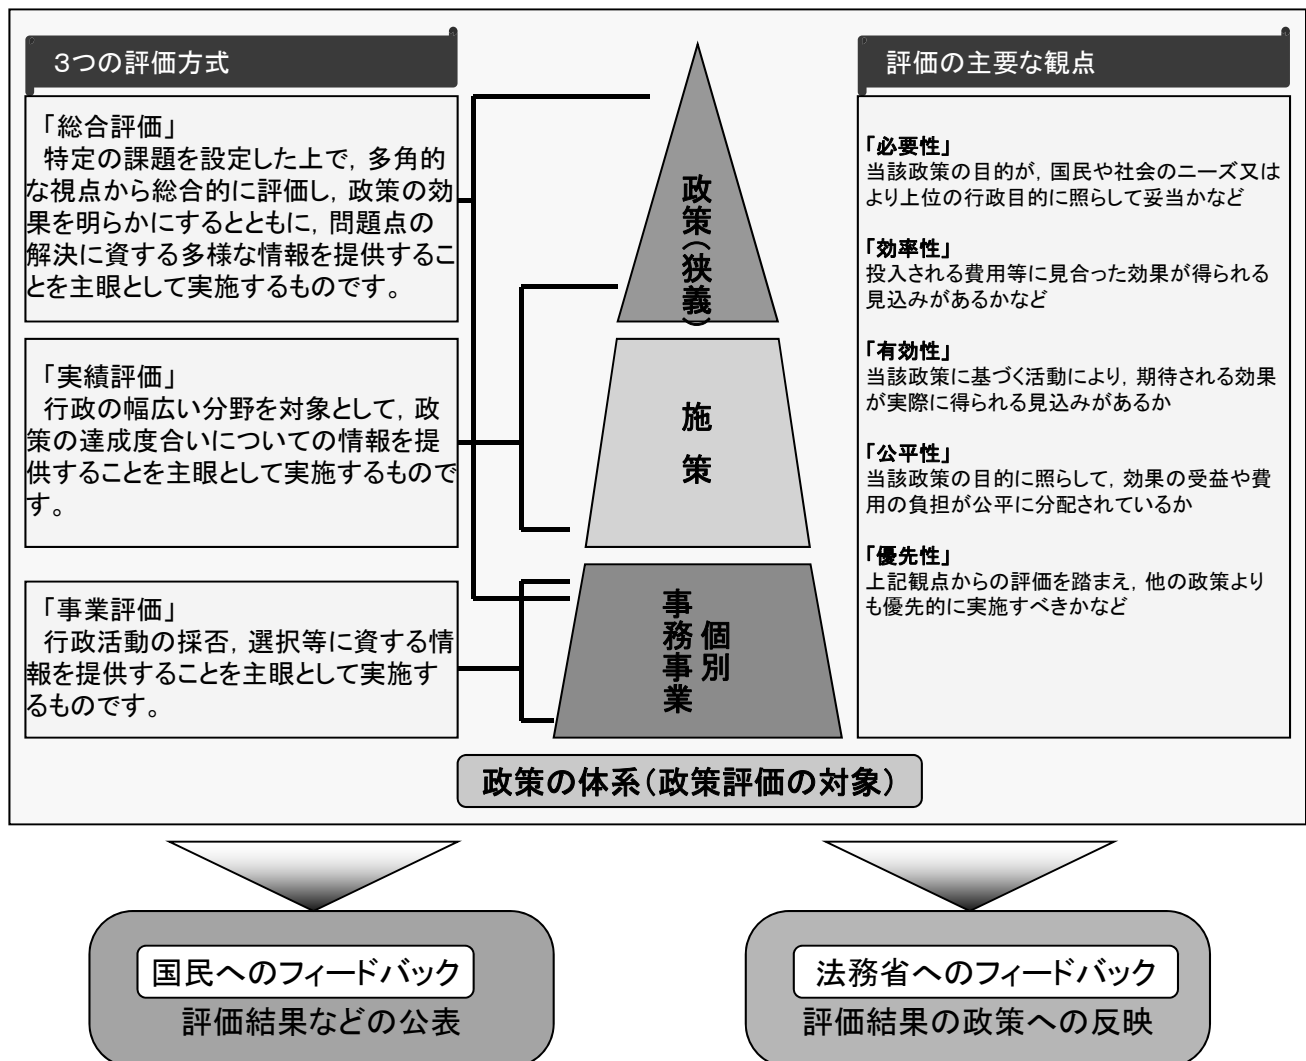 3つの評価方式
「総合評価」
特定の課題を設定した上で，多角的
な視点から総合的に評価し，政策の効
果を明らかにするとともに，問題点の
解決に資する多様な情報を提供するこ
とを主眼として実施するものです。
「実績評価」
行政の幅広い分野を対象として，政
策の達成度合いについての情報を提
供することを主眼として実施するもので
す。
「事業評価」
行政活動の採否，選択等に資する情
報を提供することを主眼として実施す
るものです。
政策（狭義）
施策
個別
事務事業
政策の体系（政策評価の対象）
評価の主要な観点
「必要性」
当該政策の目的が，国民や社会のニーズ又は
より上位の行政目的に照らして妥当かなど
「効率性」
投入される費用等に見合った効果が得られる
見込みがあるかなど
「有効性」
当該政策に基づく活動により，期待される効果
が実際に得られる見込みがあるか
「公平性」
当該政策の目的に照らして，効果の受益や費
用の負担が公平に分配されているか
「優先性」
上記観点からの評価を踏まえ，他の政策より
も優先的に実施すべきかなど
国民へのフィードバック
評価結果などの公表
法務省へのフィードバック
評価結果の政策への反映